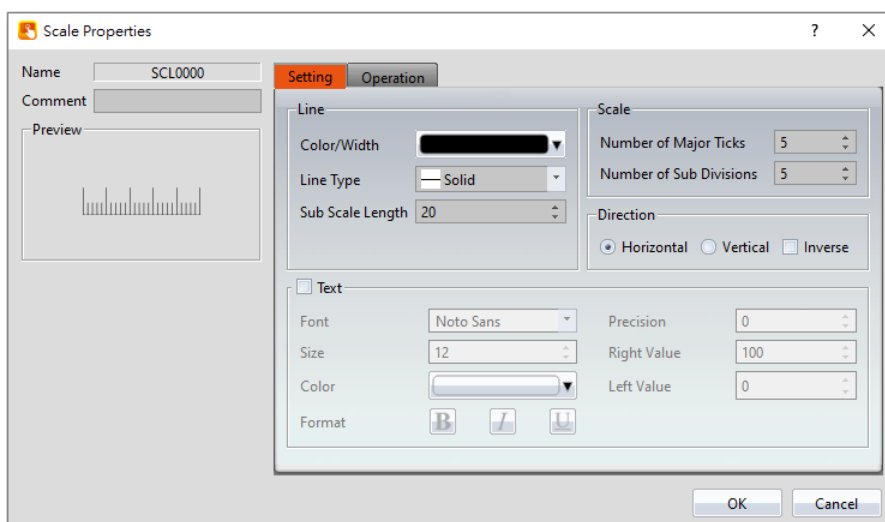 Scale Properties ? ×
Name SCL0000
Comment
Preview
Setting Operation
Line
Color/Width
Line Type Solid
Sub Scale Length 20
Scale
Number of Major Ticks 5
Number of Sub Divisions 5
Direction
Horizontal Vertical Inverse
Text
Font Noto Sans
Size 12
Color
Format B I U
Precision 0
Right Value 100
Left Value 0
OK Cancel